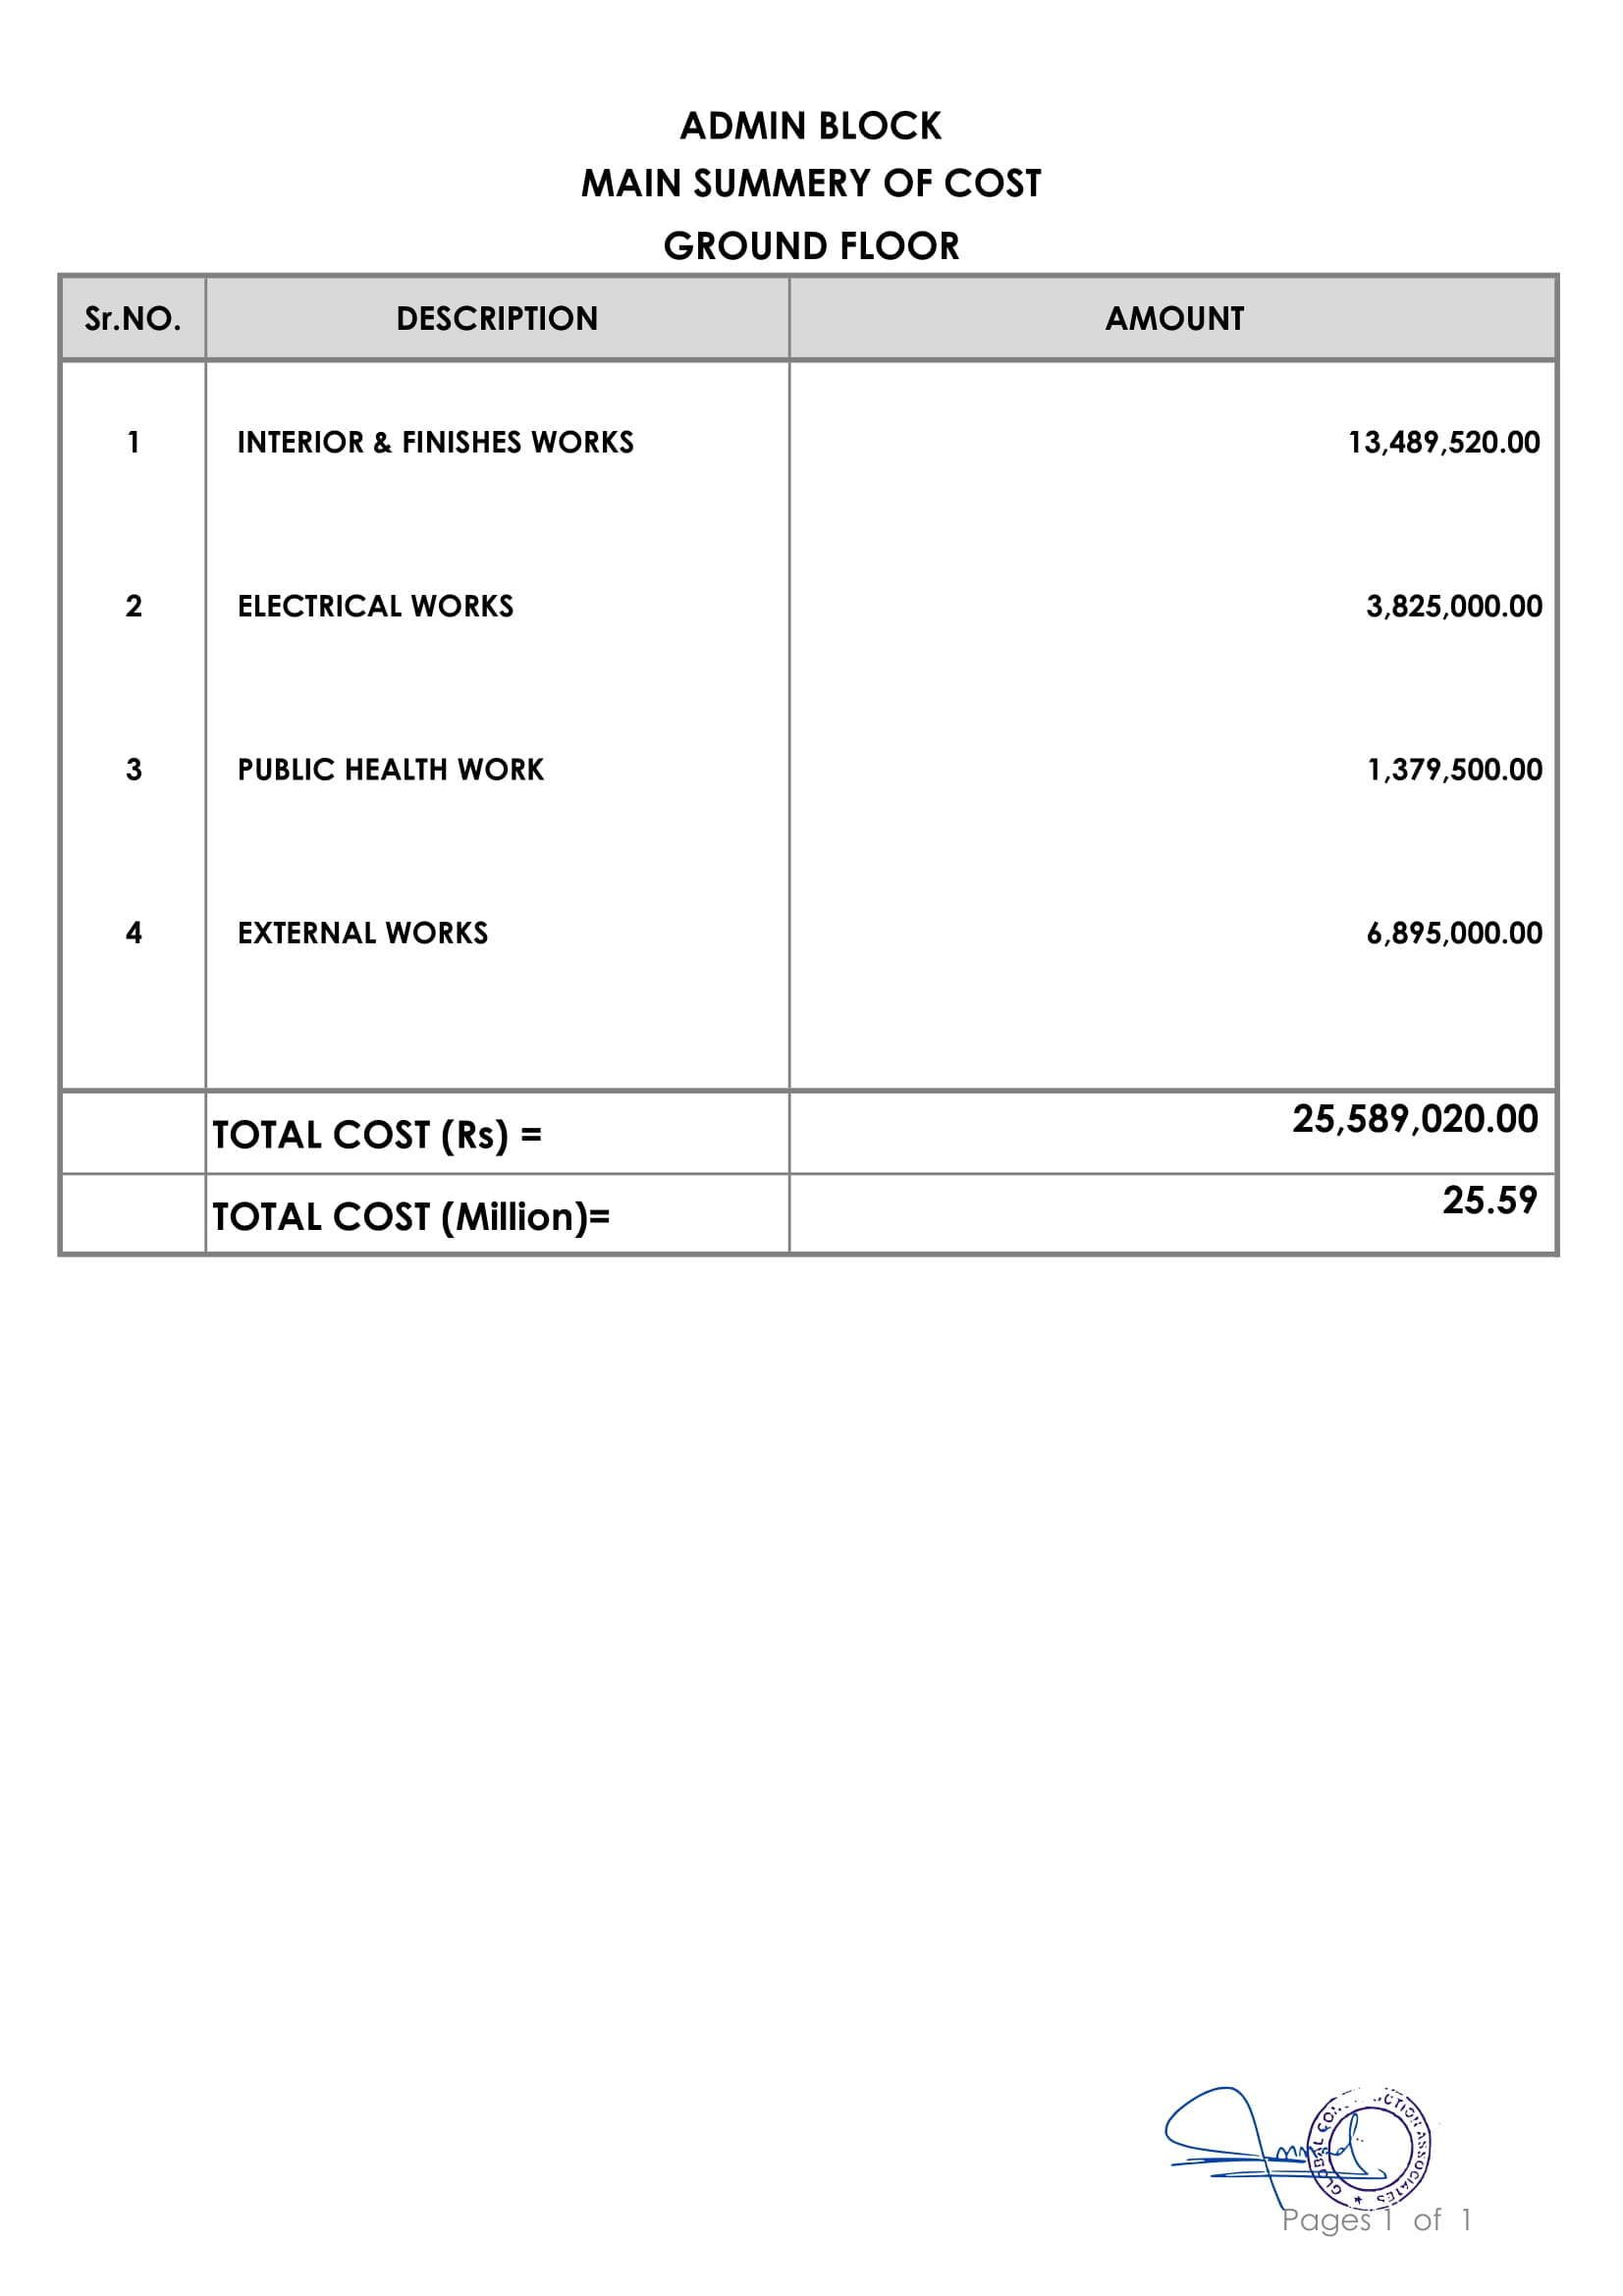 ADMIN BLOCK
MAIN SUMMERY OF COST
GROUND FLOOR
Sr.NO. DESCRIPTION AMOUNT
1 INTERIOR & FINISHES WORKS 13,489,520.00
2 ELECTRICAL WORKS 3,825,000.00
3 PUBLIC HEALTH WORK 1,379,500.00
4 EXTERNAL WORKS 6,895,000.00
TOTAL COST (Rs) = 25,589,020.00
TOTAL COST (Million)= 25.59
GLOBAL ASSOCIATES
Pages 1 of 1